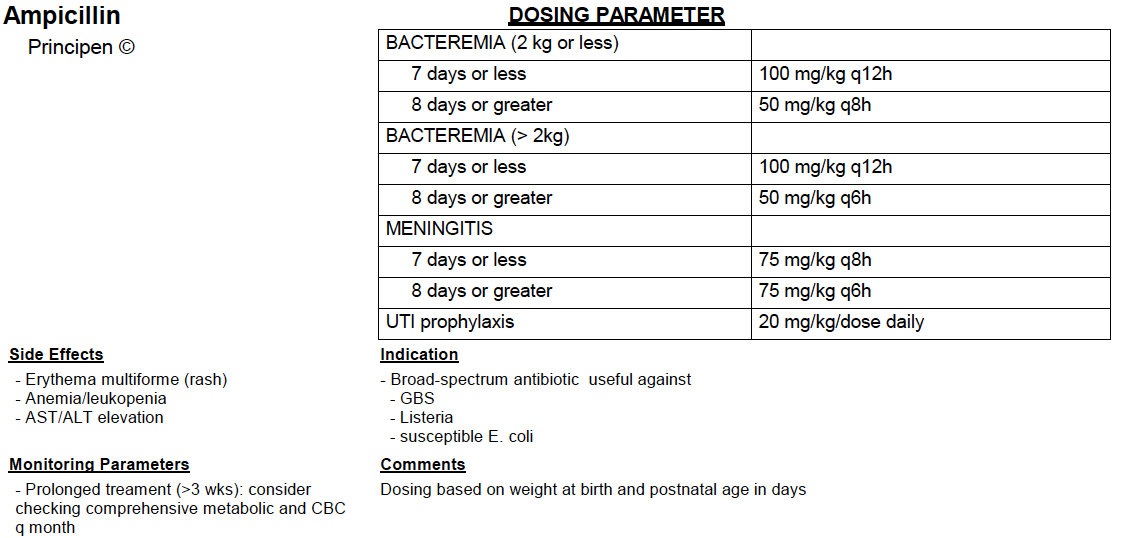 Ampicillin
Principen ©
DOSING PARAMETER
BACTEREMIA (2 kg or less)
7 days or less 100 mg/kg q12h
8 days or greater 50 mg/kg q8h
BACTEREMIA (> 2kg)
7 days or less 100 mg/kg q12h
8 days or greater 50 mg/kg q6h
MENINGITIS
7 days or less 75 mg/kg q8h
8 days or greater 75 mg/kg q6h
UTI prophylaxis 20 mg/kg/dose daily
Side Effects
- Erythema multiforme (rash)
- Anemia/leukopenia
- AST/ALT elevation
Indication
- Broad-spectrum antibiotic useful against
- GBS
- Listeria
- susceptible E. coli
Monitoring Parameters
- Prolonged treament (>3 wks): consider
checking comprehensive metabolic and CBC
q month
Comments
Dosing based on weight at birth and postnatal age in days